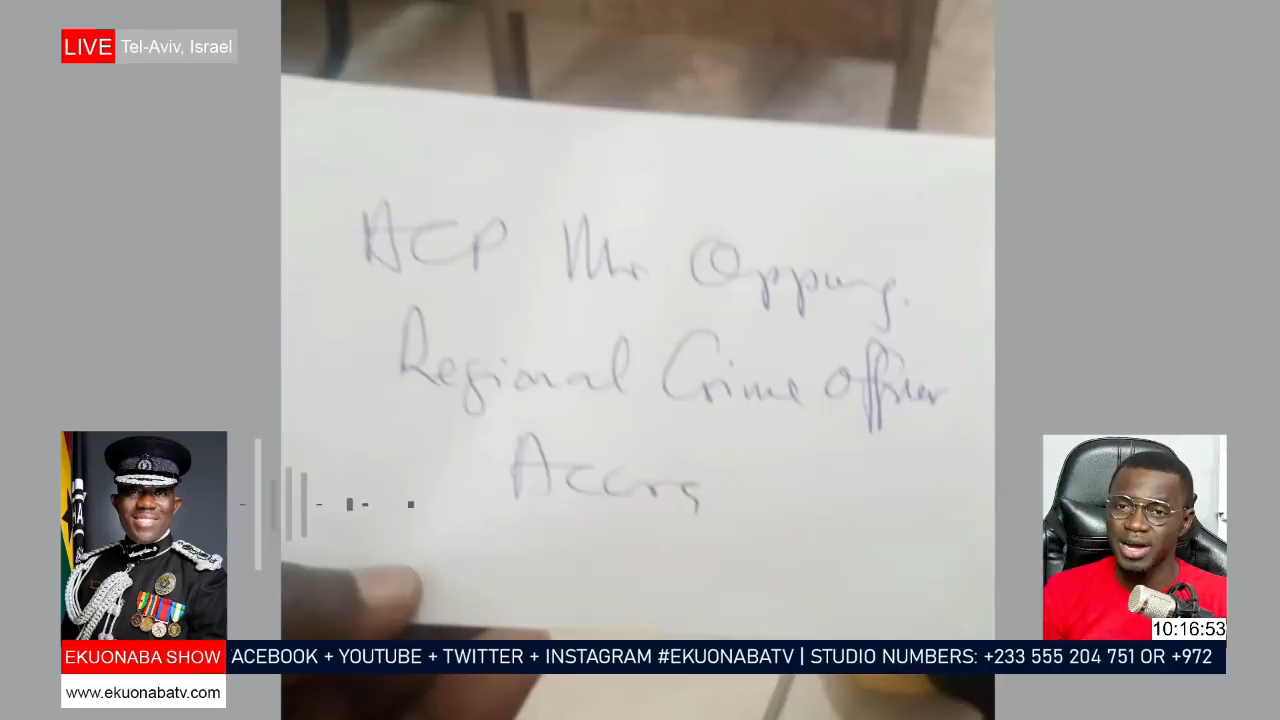 LIVE Tel-Aviv, Israel
ACP Mr Oppung.
Regional Crime Officer
Accra
10:16:53
EKUONABA SHOW ACEBOOK + YOUTUBE + TWITTER + INSTAGRAM #EKUONABATV | STUDIO NUMBERS: +233 555 204 751 OR +972
www.ekuonabatv.com